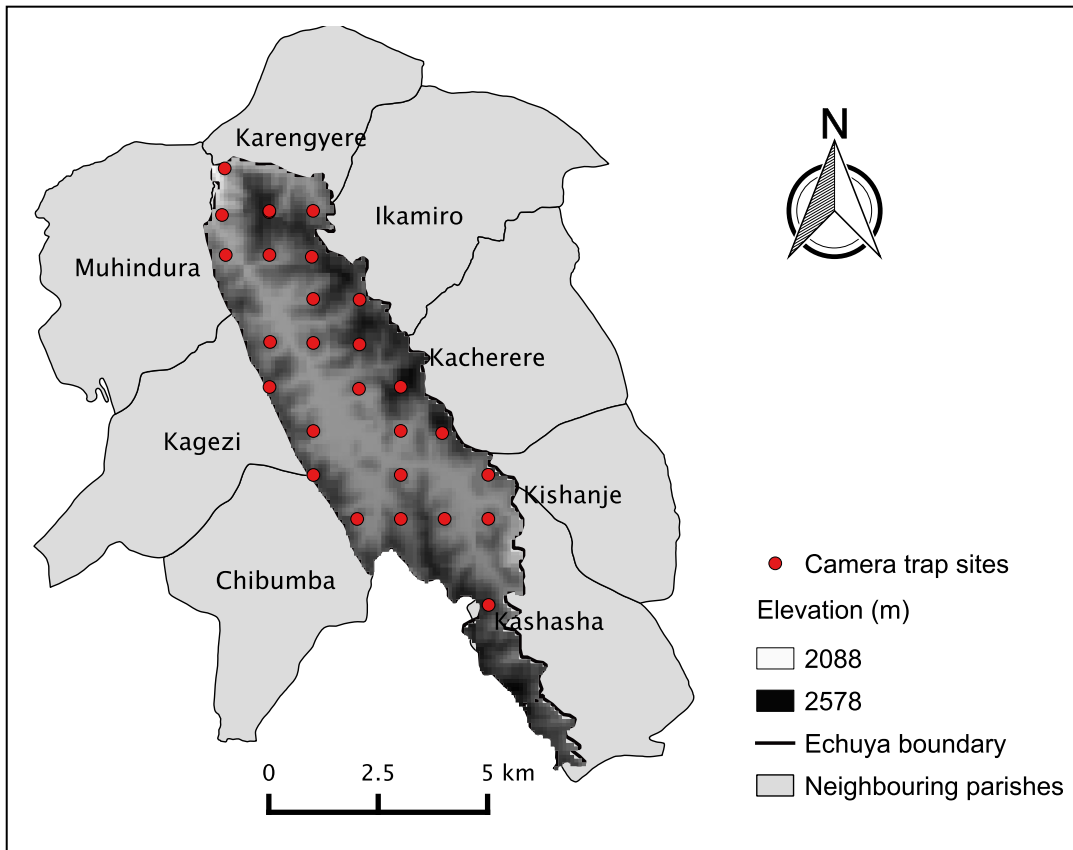 N
Karengyere
Ikamiro
Muhindura
Kacherere
Kagezi
Kishanje
Chibumba
Kashasha
Camera trap sites
Elevation (m)
2088
2578
Echuya boundary
Neighbouring parishes
0 2.5 5 km